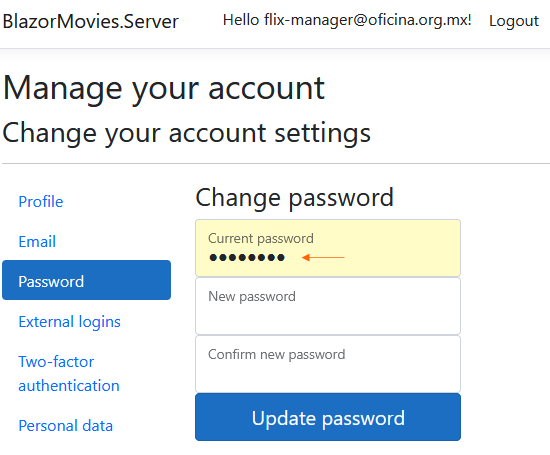 BlazorMovies.Server
Hello flix-manager@oficina.org.mx!
Logout
Manage your account
Change your account settings
Profile
Email
Password
External logins
Two-factor
authentication
Personal data
Change password
Current password
●●●●●●●●
New password
Confirm new password
Update password